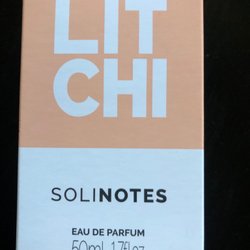 LIT
CHI
SOLINOTES
EAU DE PARFUM
50ml 1.7fl oz